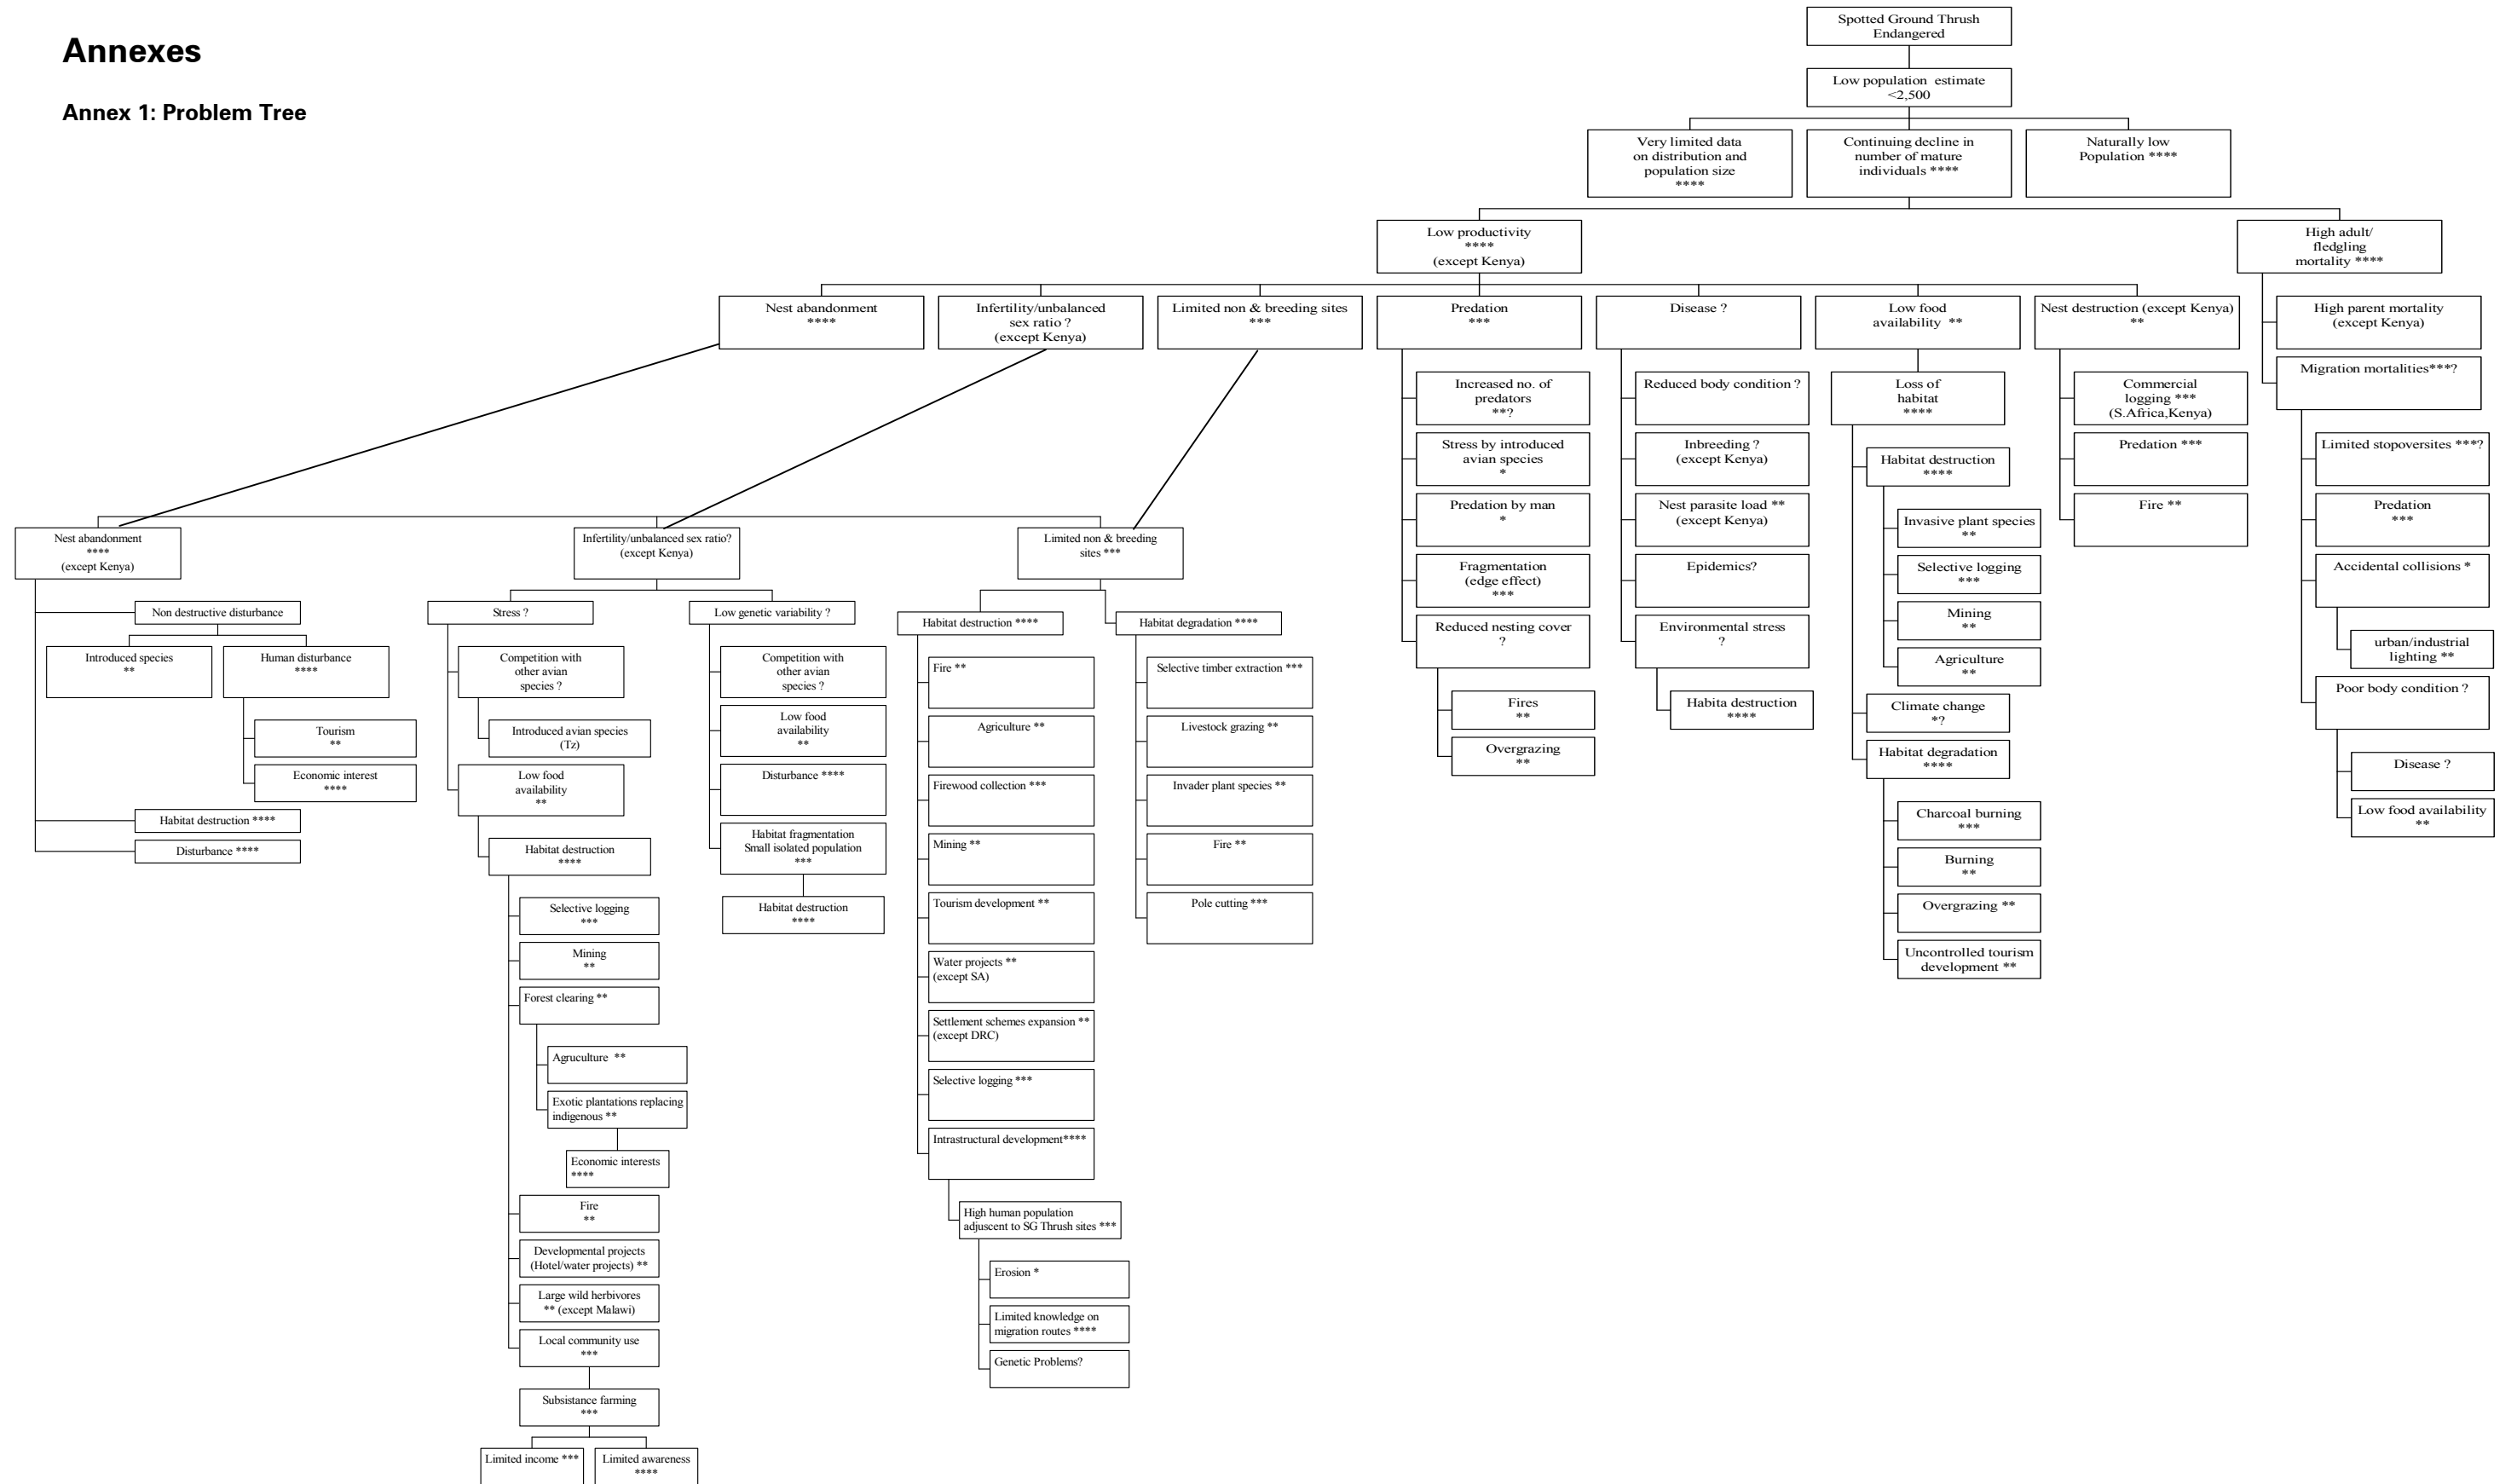 Annexes
Annex 1: Problem Tree
Spotted Ground Thrush
Endangered
Low population estimate
<2,500
Very limited data
on distribution and
population size
****
Continuing decline in
number of mature
individuals ****
Naturally low
Population ****
Low productivity
****
(except Kenya)
High adult/
fledgling
mortality ****
Nest abandonment
****
Infertility/unbalanced
sex ratio ?
(except Kenya)
Limited non & breeding sites
***
Predation
***
Disease ?
Low food
availability **
Nest destruction (except Kenya)
**
High parent mortality
(except Kenya)
Migration mortalities***?
Increased no. of
predators
**?
Stress by introduced
avian species
*
Predation by man
*
Fragmentation
(edge effect)
***
Reduced nesting cover
?
Fires
**
Overgrazing
**
Reduced body condition ?
Inbreeding ?
(except Kenya)
Nest parasite load **
(except Kenya)
Epidemics?
Environmental stress
?
Habita destruction
****
Loss of
habitat
****
Habitat destruction
****
Invasive plant species
**
Selective logging
***
Mining
**
Agriculture
**
Climate change
*?
Habitat degradation
****
Charcoal burning
***
Burning
**
Overgrazing **
Uncontrolled tourism
development **
Commercial
logging ***
(S.Africa,Kenya)
Predation ***
Fire **
Limited stopoversites ***?
Predation
***
Accidental collisions *
urban/industrial
lighting **
Poor body condition ?
Disease ?
Low food availability
**
Nest abandonment
****
(except Kenya)
Non destructive disturbance
Introduced species
**
Human disturbance
****
Tourism
**
Economic interest
****
Habitat destruction ****
Disturbance ****
Infertility/unbalanced sex ratio?
(except Kenya)
Stress ?
Competition with
other avian
species ?
Introduced avian species
(Tz)
Low food
availability
**
Habitat destruction
****
Selective logging
***
Mining
**
Forest clearing **
Agruculture **
Exotic plantations replacing
indigenous **
Economic interests
****
Fire
**
Developmental projects
(Hotel/water projects) **
Large wild herbivores
** (except Malawi)
Local community use
***
Subsistance farming
***
Limited income ***
Limited awareness
****
Low genetic variability ?
Competition with
other avian
species ?
Low food
availability
**
Disturbance ****
Habitat fragmentation
Small isolated population
***
Habitat destruction
****
Limited non & breeding
sites ***
Habitat destruction ****
Fire **
Agriculture **
Firewood collection ***
Mining **
Tourism development **
Water projects **
(except SA)
Settlement schemes expansion **
(except DRC)
Selective logging ***
Intrastructural development****
High human population
adjuscent to SG Thrush sites ***
Erosion *
Limited knowledge on
migration routes ****
Genetic Problems?
Habitat degradation ****
Selective timber extraction ***
Livestock grazing **
Invader plant species **
Fire **
Pole cutting ***